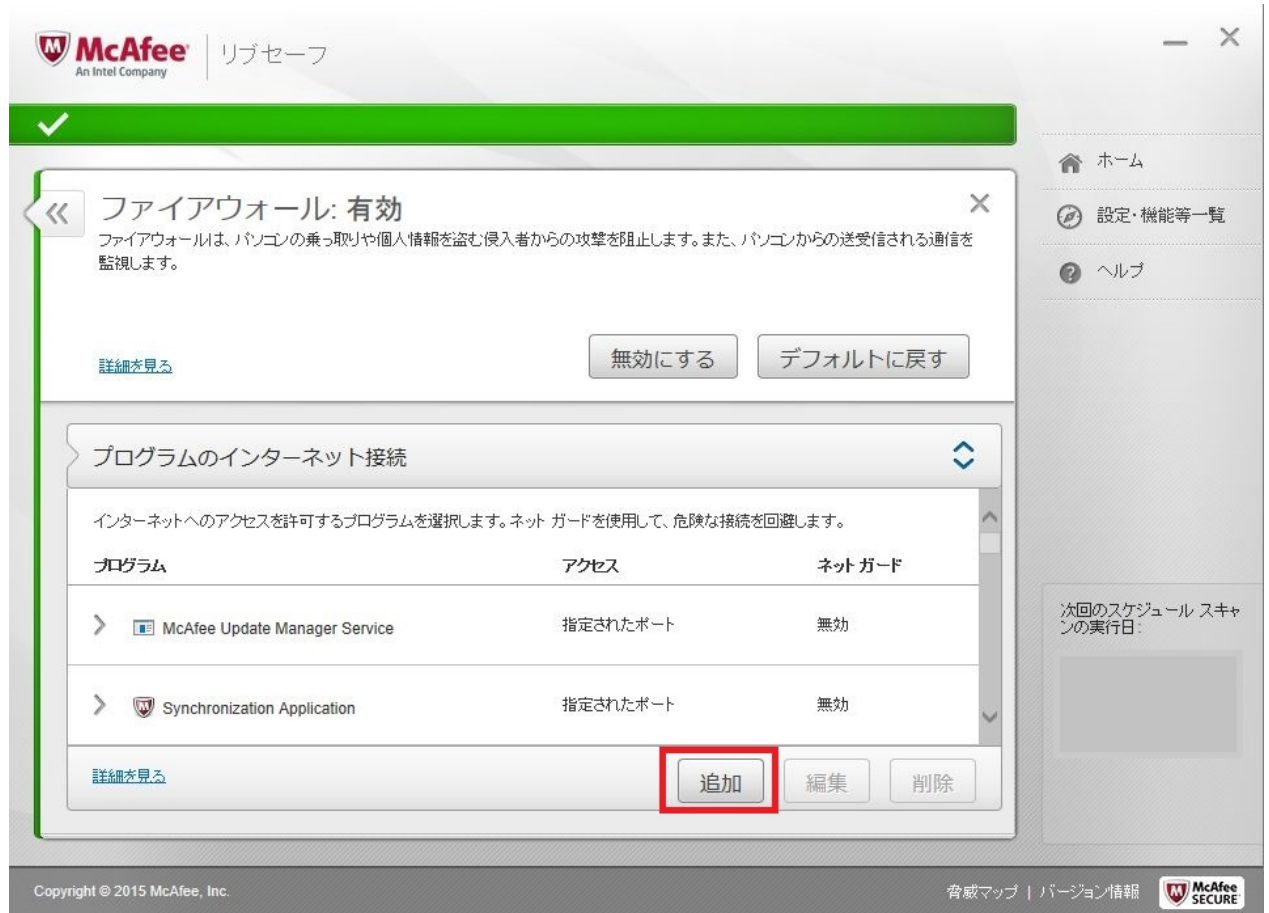 McAfee
An Intel Company
リブセーフ
ファイアウォール: 有効
ファイアウォールは、パソコンの乗っ取りや個人情報を盗む侵入者からの攻撃を阻止します。また、パソコンからの送受信される通信を
監視します。
詳細を見る
無効にする
デフォルトに戻す
プログラムのインターネット接続
インターネットへのアクセスを許可するプログラムを選択します。ネット ガードを使用して、危険な接続を回避します。
プログラム アクセス ネット ガード
McAfee Update Manager Service 指定されたポート 無効
Synchronization Application 指定されたポート 無効
詳細を見る
追加
編集
削除
ホーム
設定・機能等一覧
ヘルプ
次回のスケジュール スキャ
ンの実行日:
Copyright © 2015 McAfee, Inc.
脅威マップ | バージョン情報
McAfee
SECURE